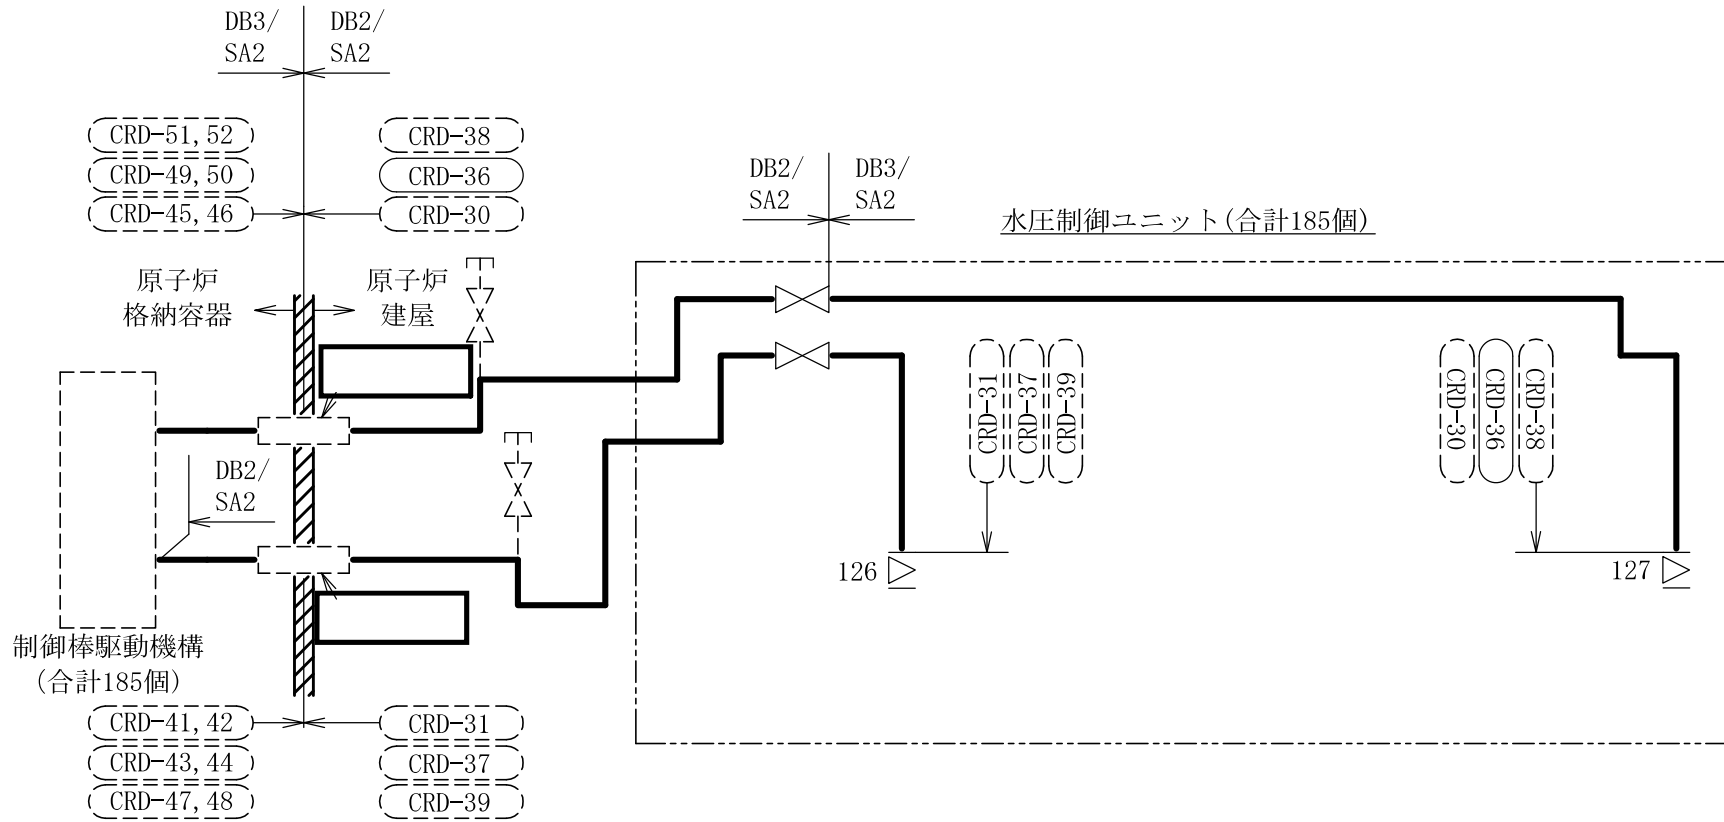 DB3/
SA2
DB2/
SA2
CRD-51, 52
CRD-49, 50
CRD-45, 46
CRD-38
CRD-36
CRD-30
DB2/
SA2
DB3/
SA2
水圧制御ユニット(合計185個)
原子炉
格納容器
原子炉
建屋
DB2/
SA2
CRD-31
CRD-37
CRD-39
CRD-30
CRD-36
CRD-38
126
127
制御棒駆動機構
(合計185個)
CRD-41, 42
CRD-43, 44
CRD-47, 48
CRD-31
CRD-37
CRD-39